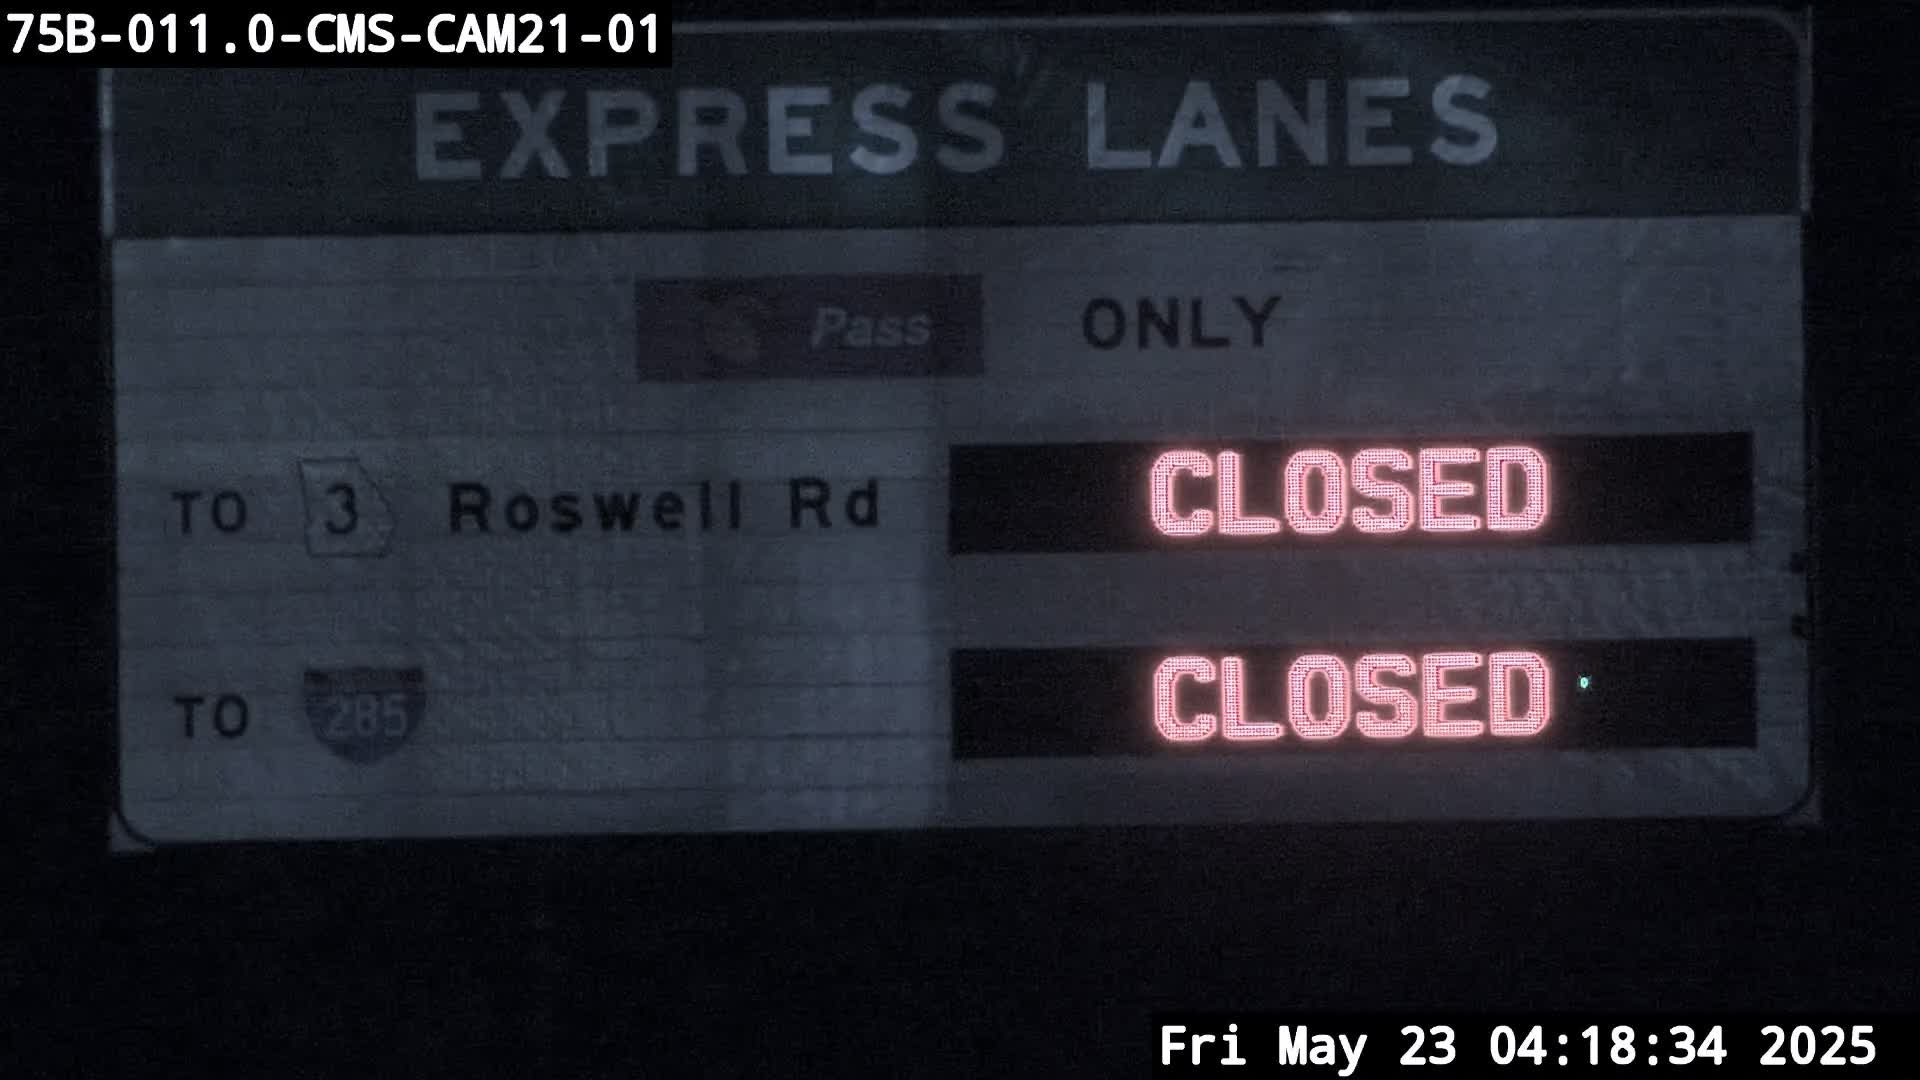 75B-011.0-CMS-CAM21-01
EXPRESS LANES
Pass ONLY
TO 3 Roswell Rd CLOSED
TO 285 CLOSED
Fri May 23 04:18:34 2025